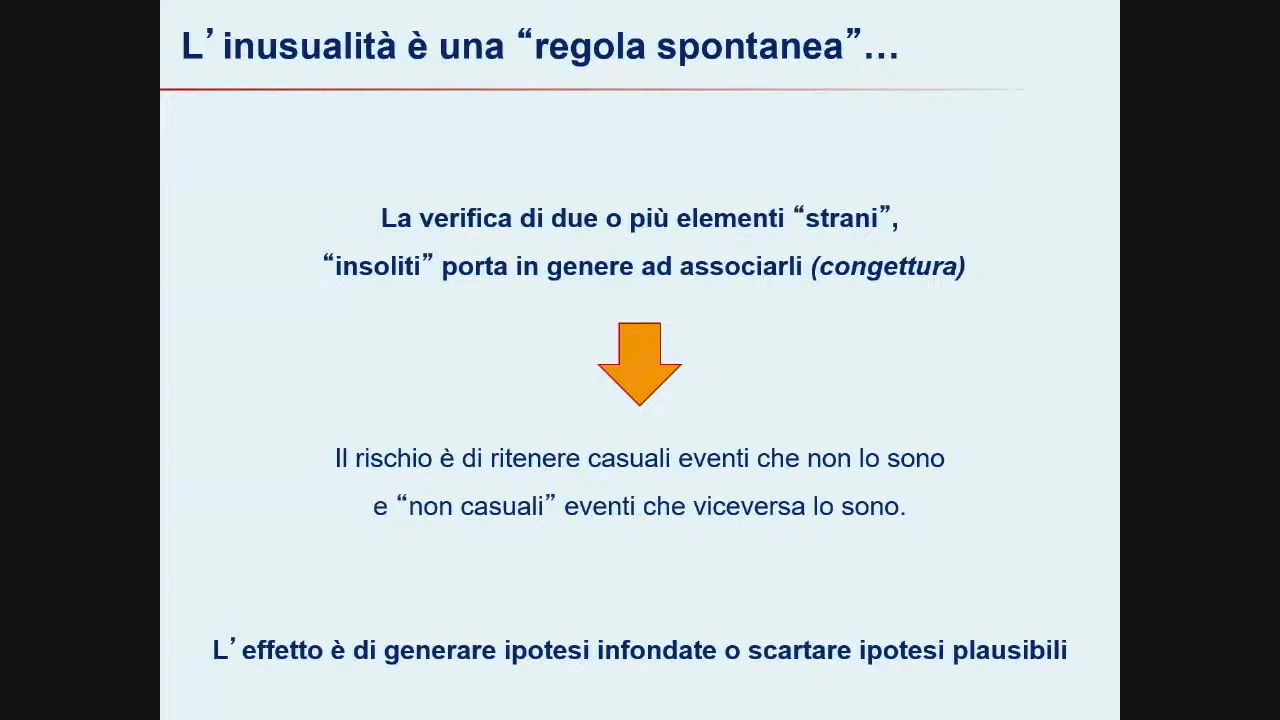 L’inusualità è una “regola spontanea”…
La verifica di due o più elementi “strani”,
“insoliti” porta in genere ad associarli (congettura)
Il rischio è di ritenere casuali eventi che non lo sono
e “non casuali” eventi che viceversa lo sono.
L’effetto è di generare ipotesi infondate o scartare ipotesi plausibili